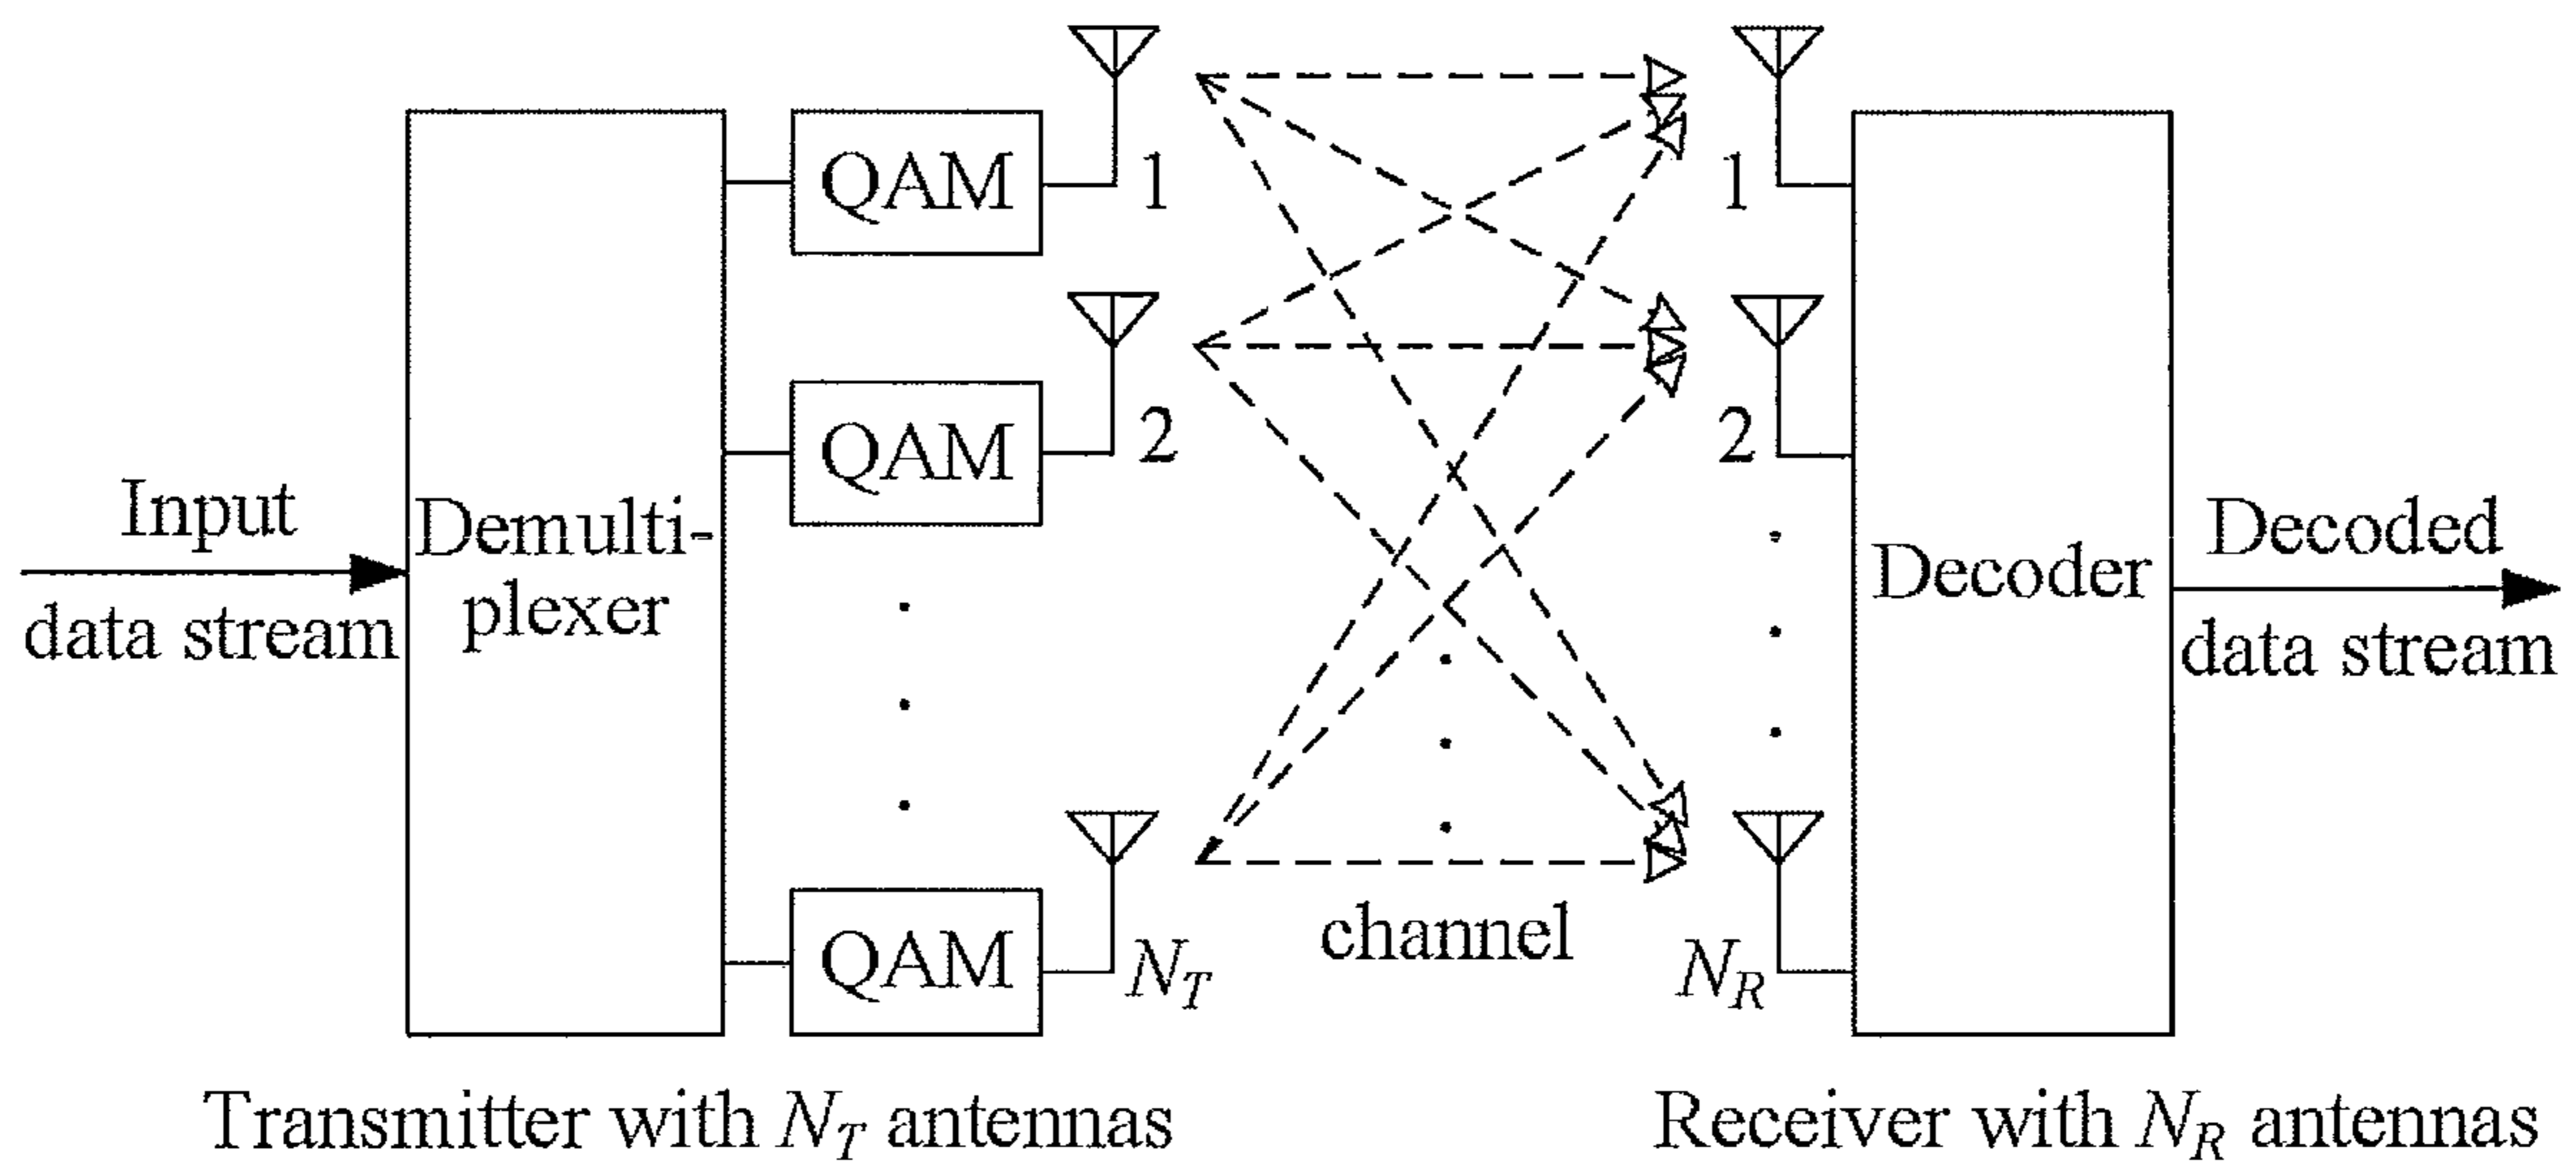 Input
data stream
Demulti-
plexer
QAM
1
QAM
2
QAM
N_T
channel
1
2
N_R
Decoder
Decoded
data stream
Transmitter with N_T antennas
Receiver with N_R antennas